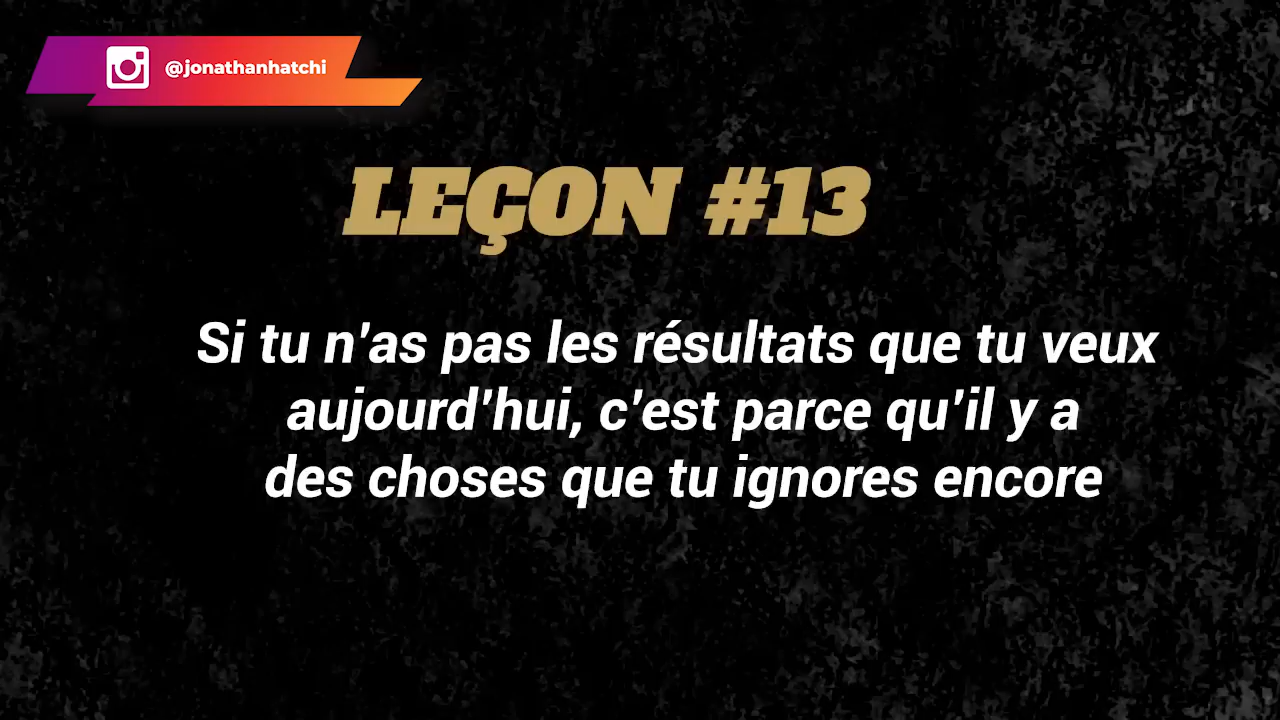 @jonathanhatchi
LEÇON #13
Si tu n'as pas les résultats que tu veux
aujourd'hui, c'est parce qu'il y a
des choses que tu ignores encore